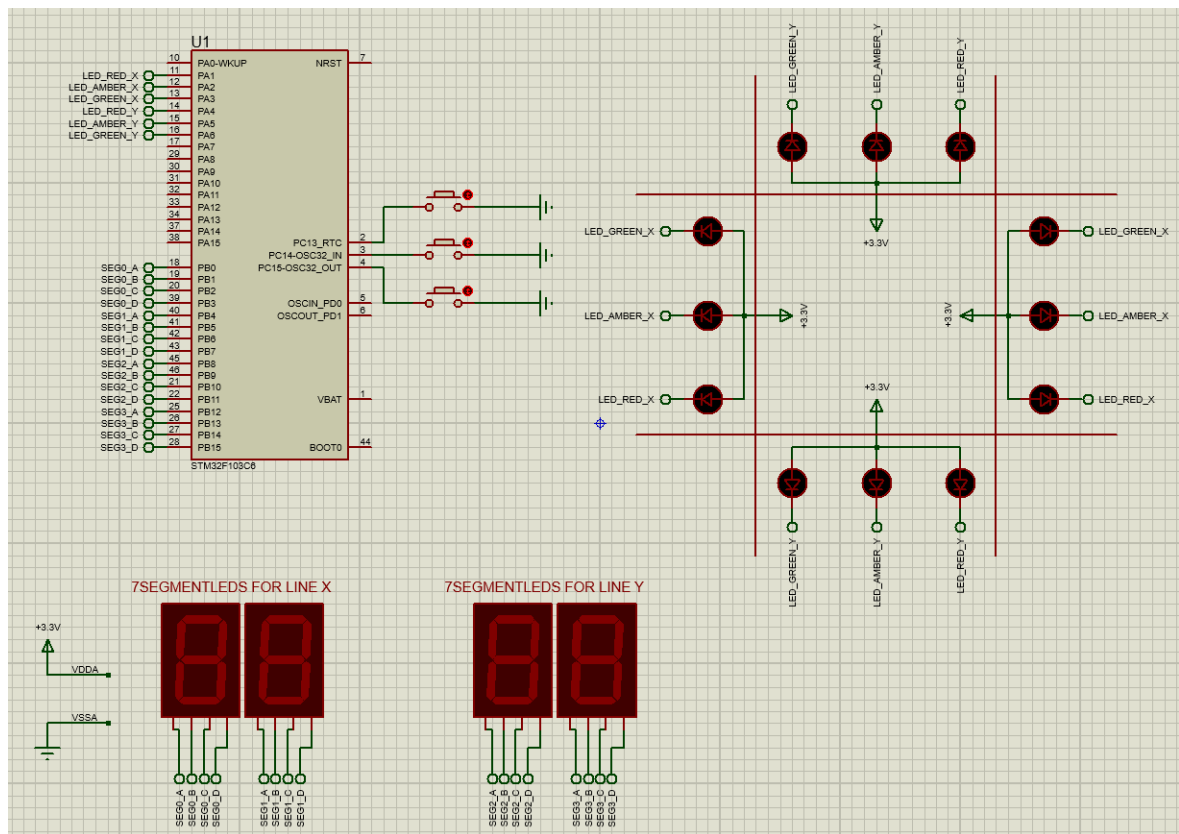 U1
10 PA0-WKUP NRST 7
LED_RED_X 11 PA1
LED_AMBER_X 12 PA2
LED_GREEN_X 13 PA3
LED_RED_Y 14 PA4
LED_AMBER_Y 15 PA5
LED_GREEN_Y 16 PA6
17 PA7
29 PA8
30 PA9
31 PA10
32 PA11
33 PA12
34 PA13
37 PA14
38 PA15
PC13_RTC 2
PC14-OSC32_IN 3
PC15-OSC32_OUT 4
SEG0_A 18 PB0
SEG0_B 19 PB1
SEG0_C 20 PB2
SEG0_D 39 PB3 OSCIN_PD0 5
SEG1_A 40 PB4 OSCOUT_PD1 6
SEG1_B 41 PB5
SEG1_C 42 PB6
SEG1_D 43 PB7
SEG2_A 45 PB8
SEG2_B 46 PB9
SEG2_C 21 PB10
SEG2_D 22 PB11 VBAT 1
SEG3_A 25 PB12
SEG3_B 26 PB13
SEG3_C 27 PB14
SEG3_D 28 PB15 BOOT0 44
STM32F103C6
LED_GREEN_Y
LED_AMBER_Y
LED_RED_Y
+3.3V
LED_GREEN_X
LED_GREEN_X
LED_AMBER_X
+3.3V
+3.3V
LED_AMBER_X
LED_RED_X
+3.3V
LED_RED_X
LED_GREEN_Y
LED_AMBER_Y
LED_RED_Y
7SEGMENTLEDS FOR LINE X
7SEGMENTLEDS FOR LINE Y
+3.3V
VDDA
VSSA
SEG0_A
SEG0_B
SEG0_C
SEG0_D
SEG1_A
SEG1_B
SEG1_C
SEG1_D
SEG2_A
SEG2_B
SEG2_C
SEG2_D
SEG3_A
SEG3_B
SEG3_C
SEG3_D